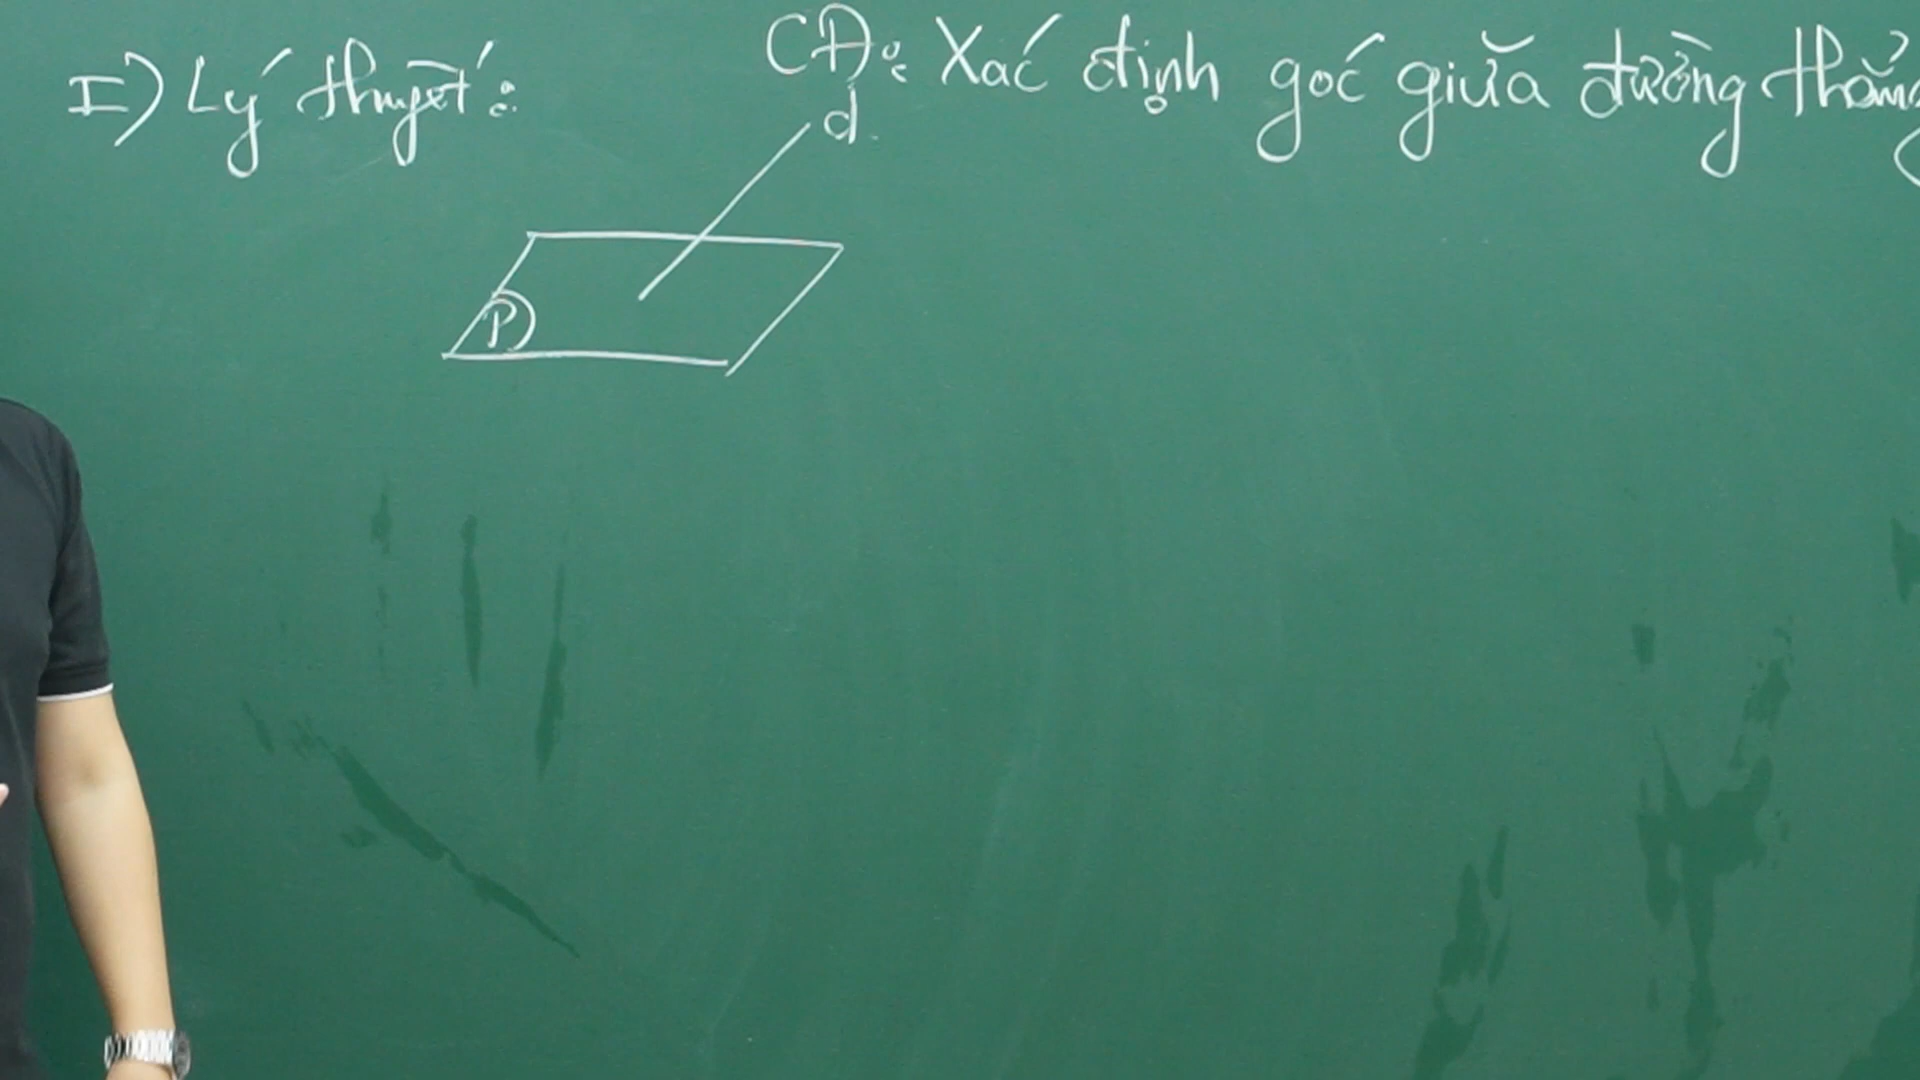 CĐ: Xác định góc giữa đường thẳng
I) Lý thuyết:
d
(P)